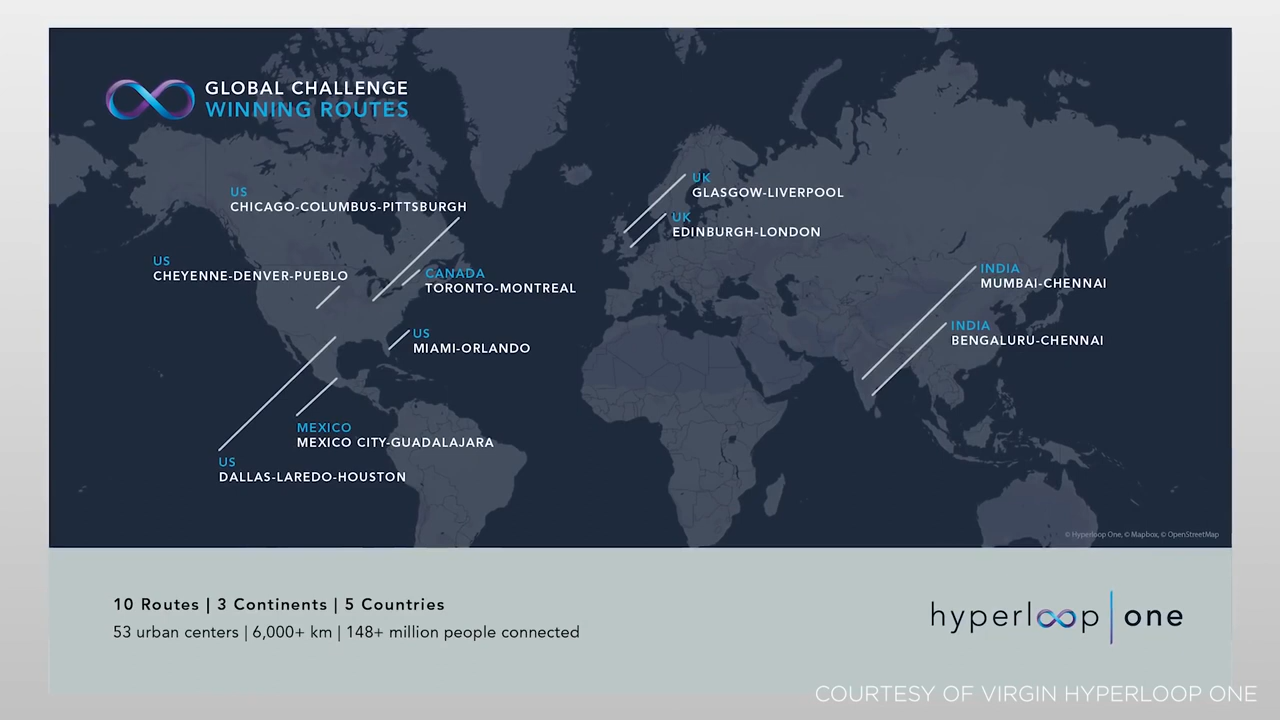 GLOBAL CHALLENGE
WINNING ROUTES
US
CHICAGO-COLUMBUS-PITTSBURGH
US
CHEYENNE-DENVER-PUEBLO
CANADA
TORONTO-MONTREAL
US
MIAMI-ORLANDO
MEXICO
MEXICO CITY-GUADALAJARA
US
DALLAS-LAREDO-HOUSTON
UK
GLASGOW-LIVERPOOL
UK
EDINBURGH-LONDON
INDIA
MUMBAI-CHENNAI
INDIA
BENGALURU-CHENNAI
© Hyperloop One, © Mapbox, © OpenStreetMap
10 Routes | 3 Continents | 5 Countries
53 urban centers | 6,000+ km | 148+ million people connected
hyperloop | one
COURTESY OF VIRGIN HYPERLOOP ONE